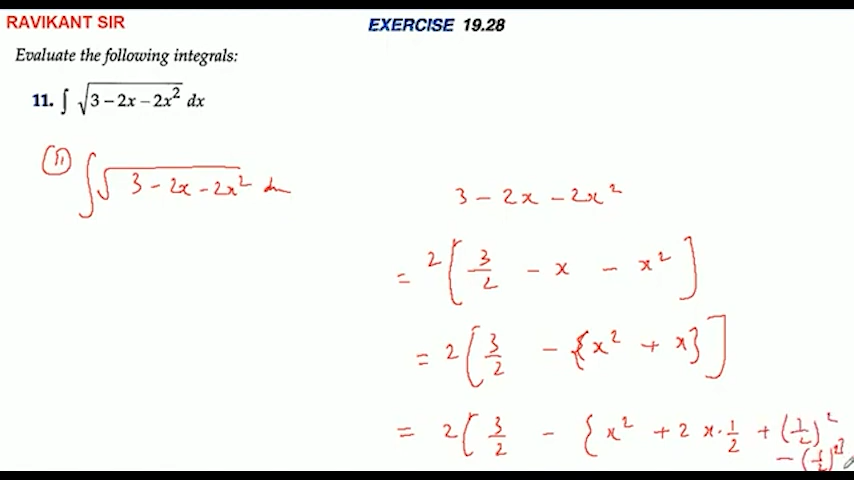 RAVIKANT SIR
EXERCISE 19.28
Evaluate the following integrals:
11. ∫ √(3 – 2x – 2x²) dx
⑪ ∫ √(3 - 2x - 2x²) dx
3 - 2x - 2x²
= 2[3/2 - x - x²]
= 2[3/2 - {x² + x}]
= 2[3/2 - {x² + 2x·1/2 + (1/2)²
- (1/2)²}